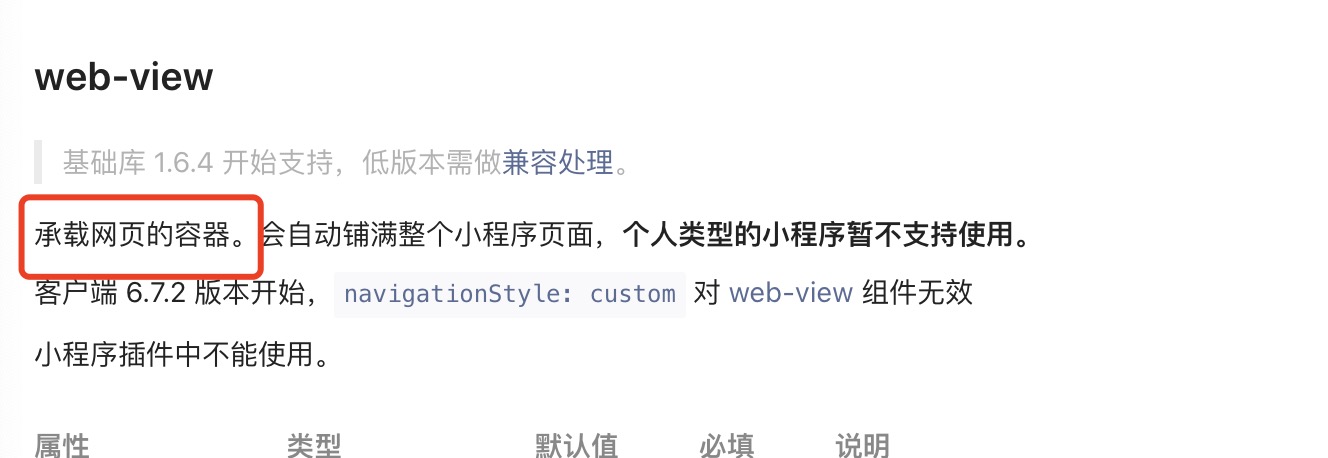 web-view
基础库 1.6.4 开始支持，低版本需做兼容处理。
承载网页的容器。会自动铺满整个小程序页面，个人类型的小程序暂不支持使用。
客户端 6.7.2 版本开始，navigationStyle: custom 对 web-view 组件无效
小程序插件中不能使用。
属性 类型 默认值 必填 说明